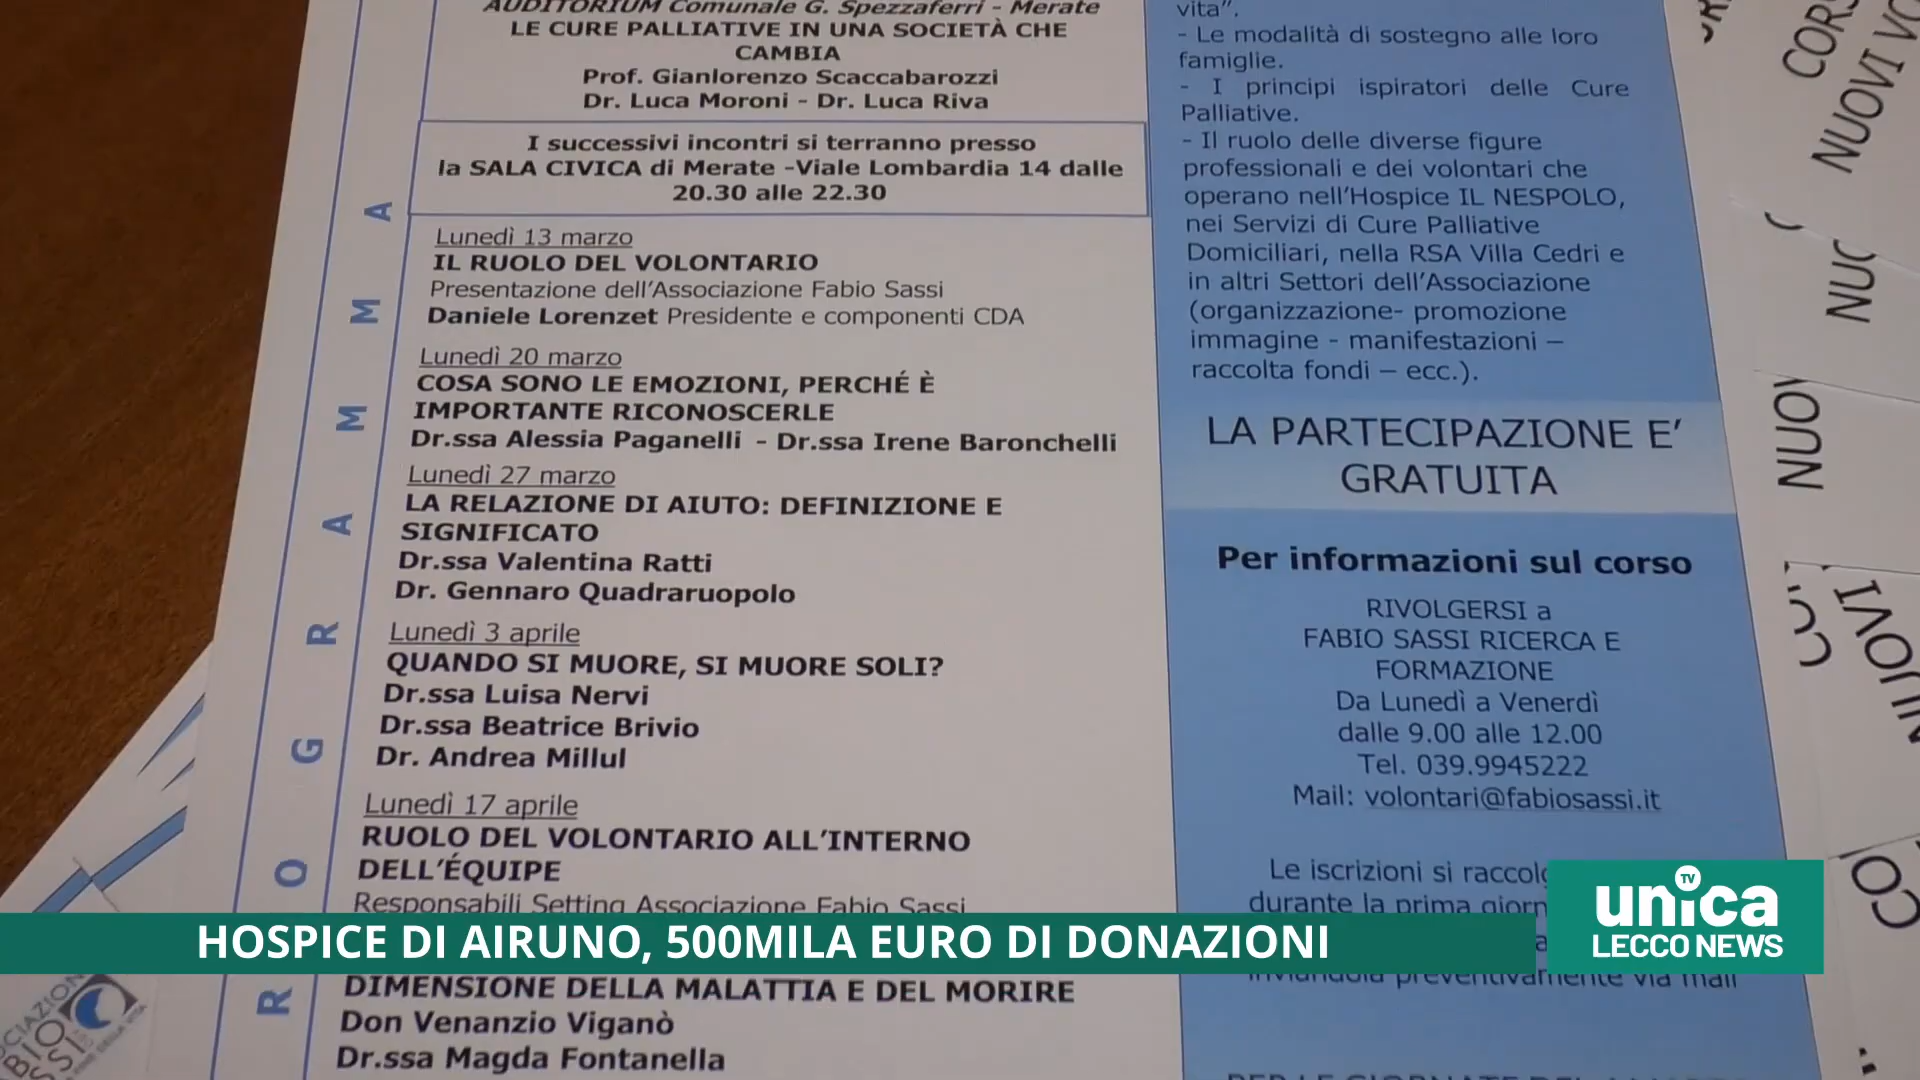 AUDITORIUM Comunale G. Spezzaferri - Merate
LE CURE PALLIATIVE IN UNA SOCIETÀ CHE
CAMBIA
Prof. Gianlorenzo Scaccabarozzi
Dr. Luca Moroni - Dr. Luca Riva
I successivi incontri si terranno presso
la SALA CIVICA di Merate -Viale Lombardia 14 dalle
20.30 alle 22.30
Lunedì 13 marzo
IL RUOLO DEL VOLONTARIO
Presentazione dell'Associazione Fabio Sassi
Daniele Lorenzet Presidente e componenti CDA
Lunedì 20 marzo
COSA SONO LE EMOZIONI, PERCHÉ È
IMPORTANTE RICONOSCERLE
Dr.ssa Alessia Paganelli - Dr.ssa Irene Baronchelli
Lunedì 27 marzo
LA RELAZIONE DI AIUTO: DEFINIZIONE E
SIGNIFICATO
Dr.ssa Valentina Ratti
Dr. Gennaro Quadraruopolo
Lunedì 3 aprile
QUANDO SI MUORE, SI MUORE SOLI?
Dr.ssa Luisa Nervi
Dr.ssa Beatrice Brivio
Dr. Andrea Millul
Lunedì 17 aprile
RUOLO DEL VOLONTARIO ALL'INTERNO
DELL'ÉQUIPE
Responsabili Setting Associazione Fabio Sassi
DIMENSIONE DELLA MALATTIA E DEL MORIRE
Don Venanzio Viganò
Dr.ssa Magda Fontanella
R O G R A M M A
vita".
- Le modalità di sostegno alle loro
famiglie.
- I principi ispiratori delle Cure
Palliative.
- Il ruolo delle diverse figure
professionali e dei volontari che
operano nell'Hospice IL NESPOLO,
nei Servizi di Cure Palliative
Domiciliari, nella RSA Villa Cedri e
in altri Settori dell'Associazione
(organizzazione- promozione
immagine - manifestazioni –
raccolta fondi – ecc.).
LA PARTECIPAZIONE E'
GRATUITA
Per informazioni sul corso
RIVOLGERSI a
FABIO SASSI RICERCA E
FORMAZIONE
Da Lunedì a Venerdì
dalle 9.00 alle 12.00
Tel. 039.9945222
Mail: volontari@fabiosassi.it
Le iscrizioni si
durante la prima
inviandola preventivamente via mail
NUOVI
HOSPICE DI AIRUNO, 500MILA EURO DI DONAZIONI
unica TV
LECCO NEWS